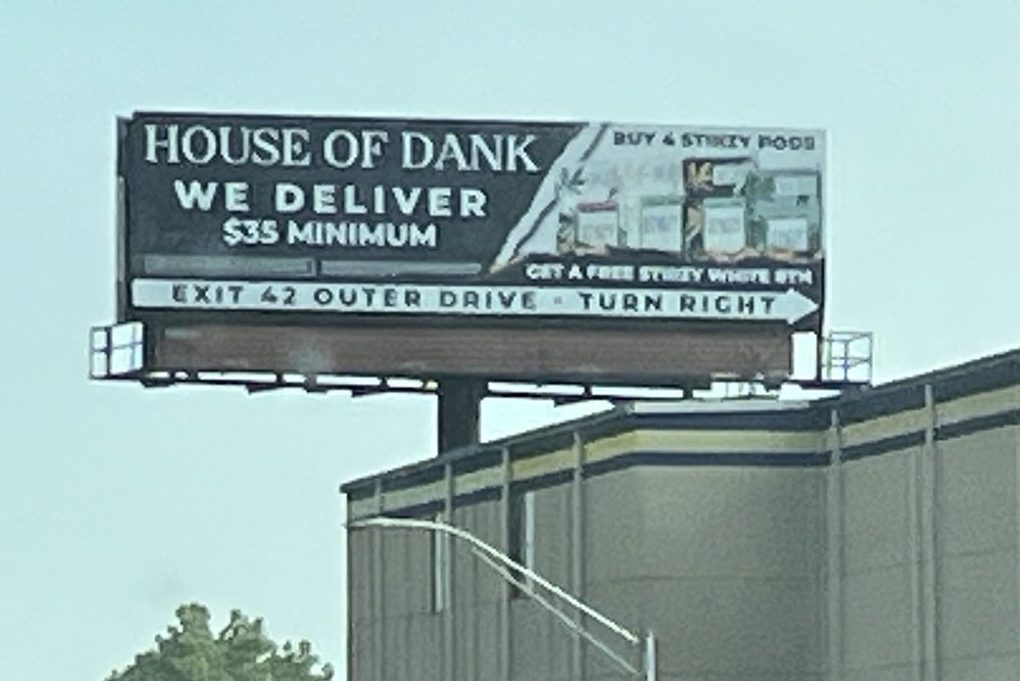 HOUSE OF DANK
WE DELIVER
$35 MINIMUM
BUY 4 STIIIZY PODS
GET A FREE STIIIZY WHITE 8TH
EXIT 42 OUTER DRIVE - TURN RIGHT